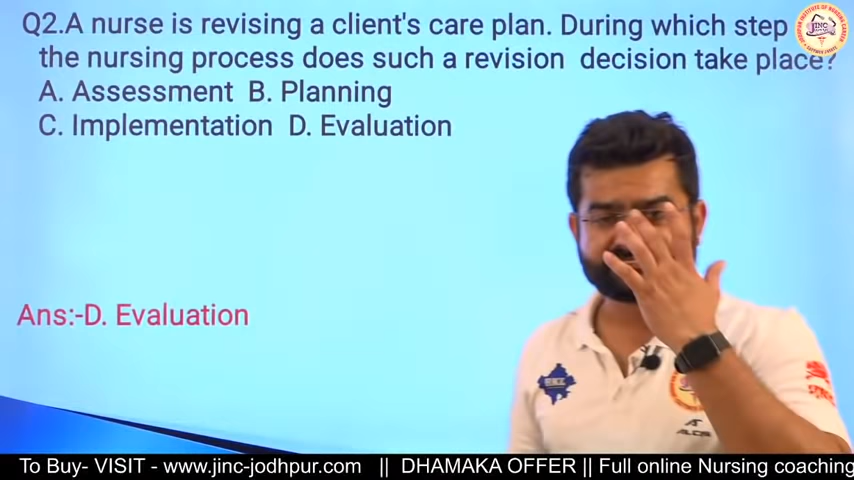 Q2.A nurse is revising a client's care plan. During which step
the nursing process does such a revision decision take place?
A. Assessment B. Planning
C. Implementation D. Evaluation
Ans:-D. Evaluation
JINC
To Buy- VISIT - www.jinc-jodhpur.com || DHAMAKA OFFER || Full online Nursing coaching